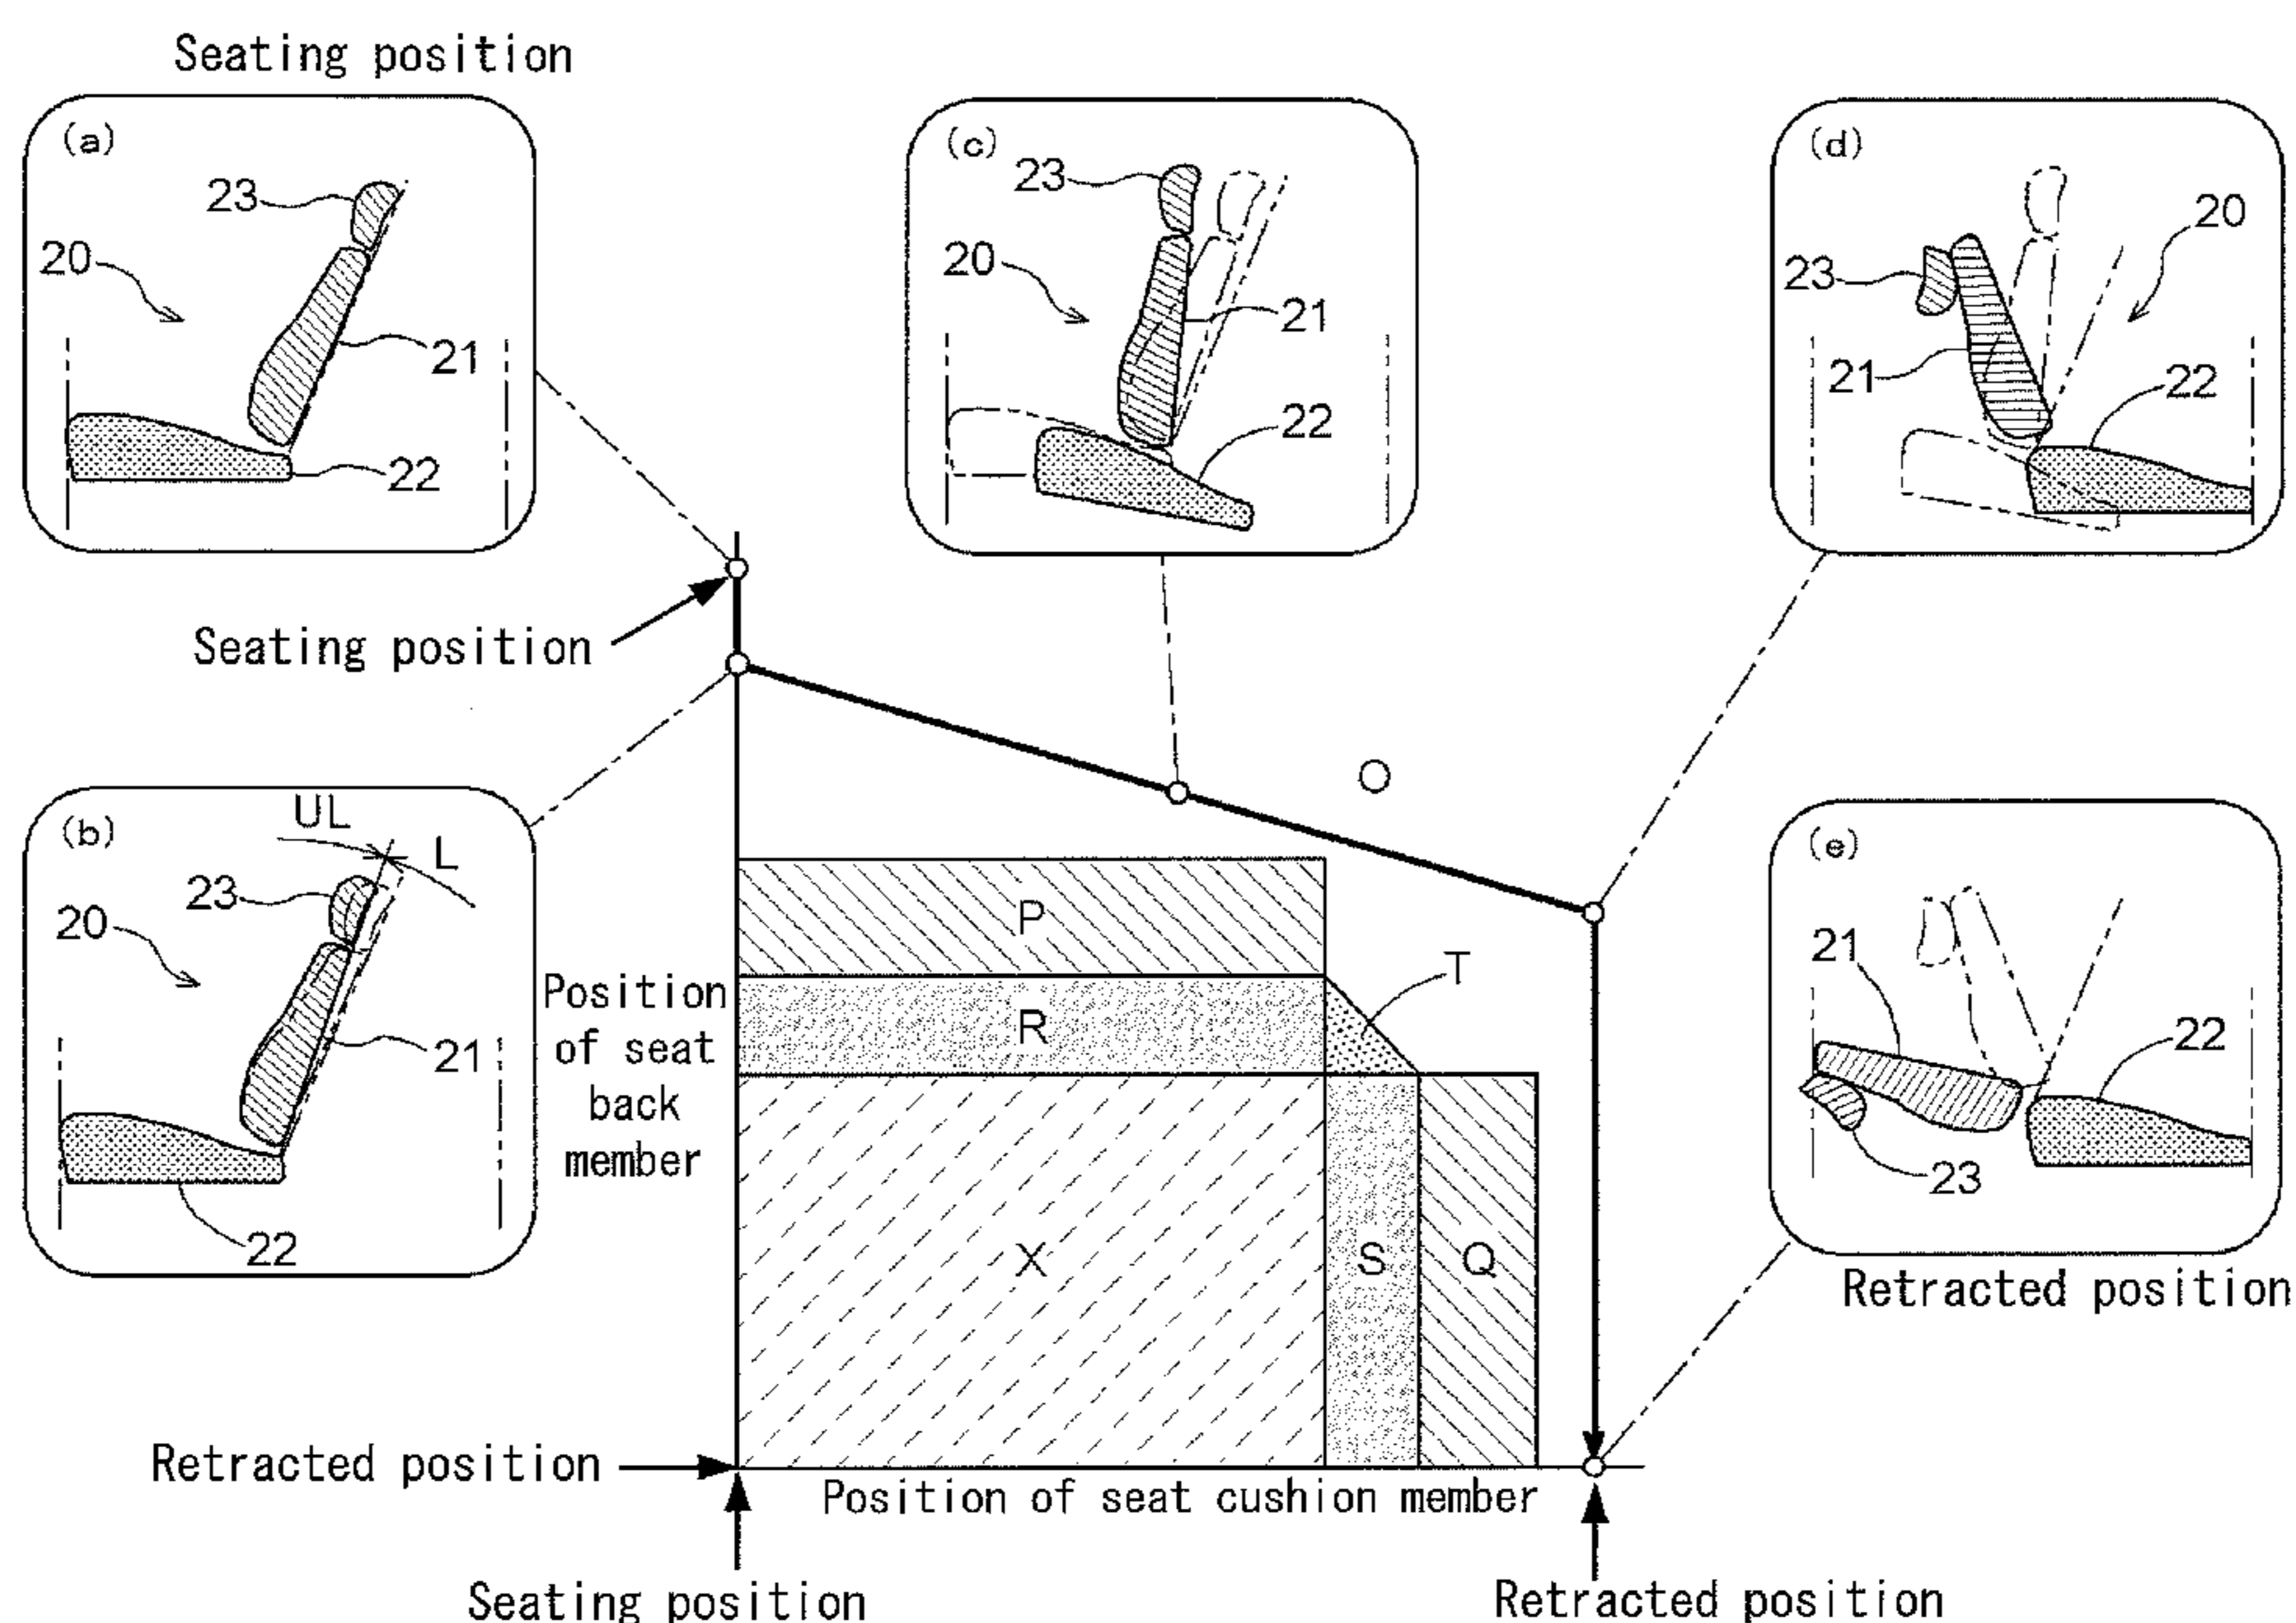 Seating position
(a)
23
20
21
22
(c)
23
20
21
22
(d)
20
23
21
22
Seating position
(b)
UL
L
23
20
21
22
O
P
T
R
X
S
Q
Position
of seat
back
member
(e)
21
22
23
Retracted position
Retracted position
Position of seat cushion member
Seating position
Retracted position